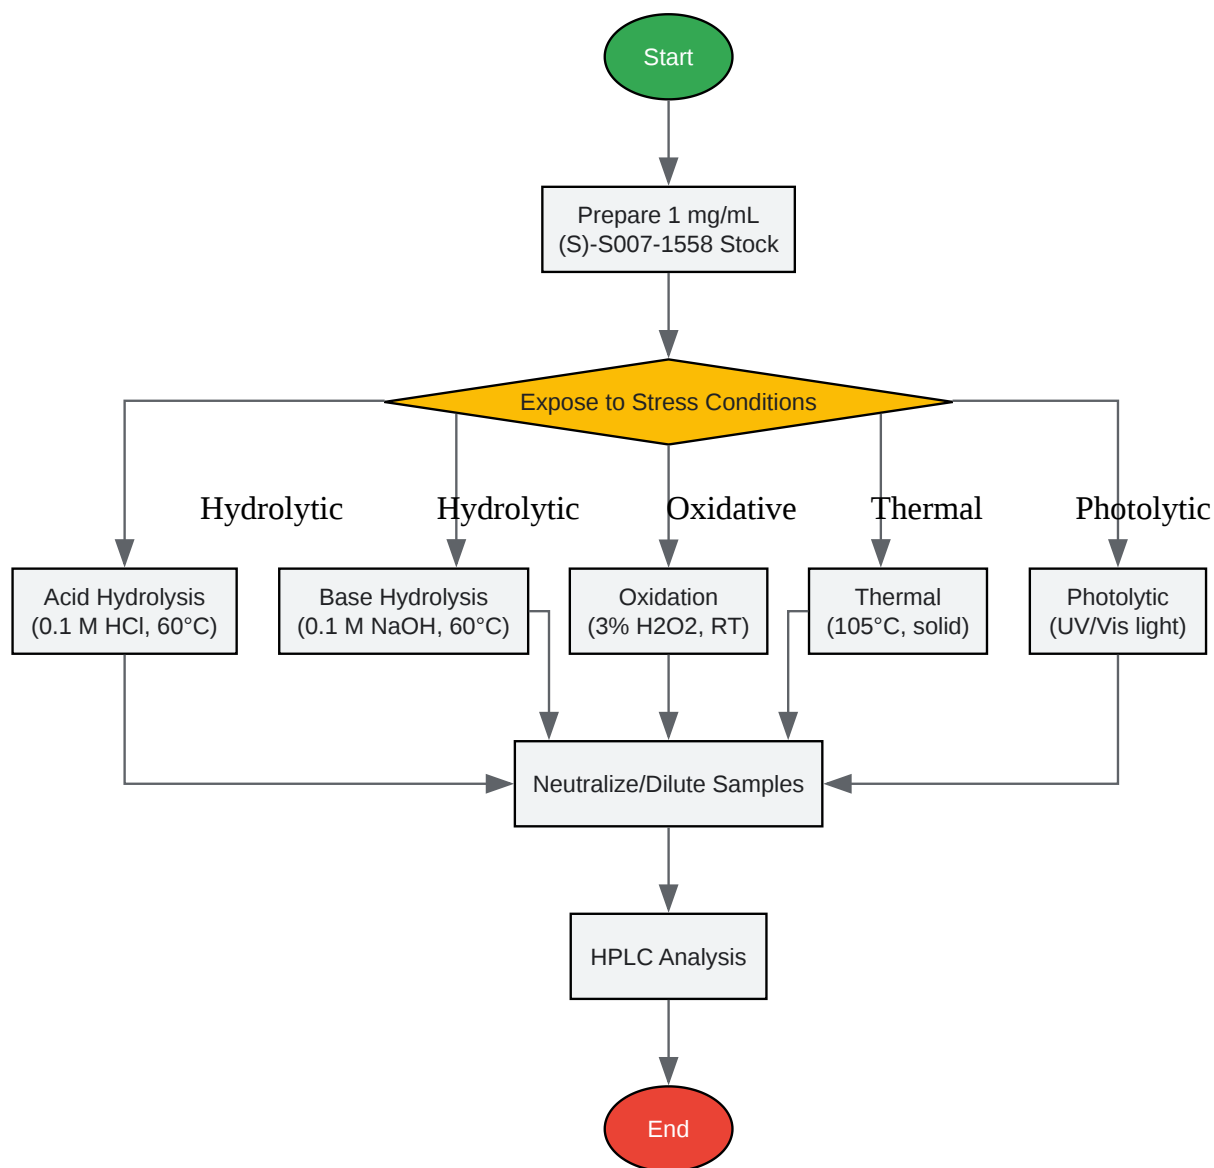 Start
Prepare 1 mg/mL
(S)-S007-1558 Stock
Expose to Stress Conditions
Hydrolytic
Hydrolytic
Oxidative
Thermal
Photolytic
Acid Hydrolysis
(0.1 M HCl, 60°C)
Base Hydrolysis
(0.1 M NaOH, 60°C)
Oxidation
(3% H2O2, RT)
Thermal
(105°C, solid)
Photolytic
(UV/Vis light)
Neutralize/Dilute Samples
HPLC Analysis
End